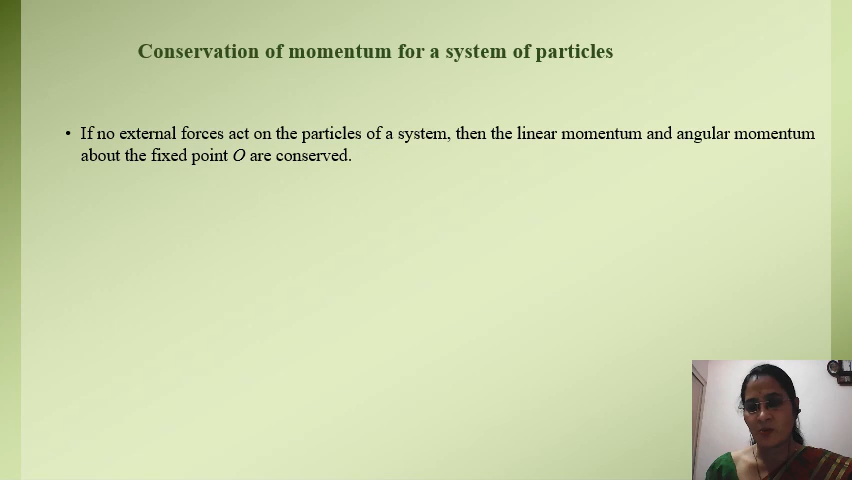 Conservation of momentum for a system of particles
• If no external forces act on the particles of a system, then the linear momentum and angular momentum
about the fixed point O are conserved.